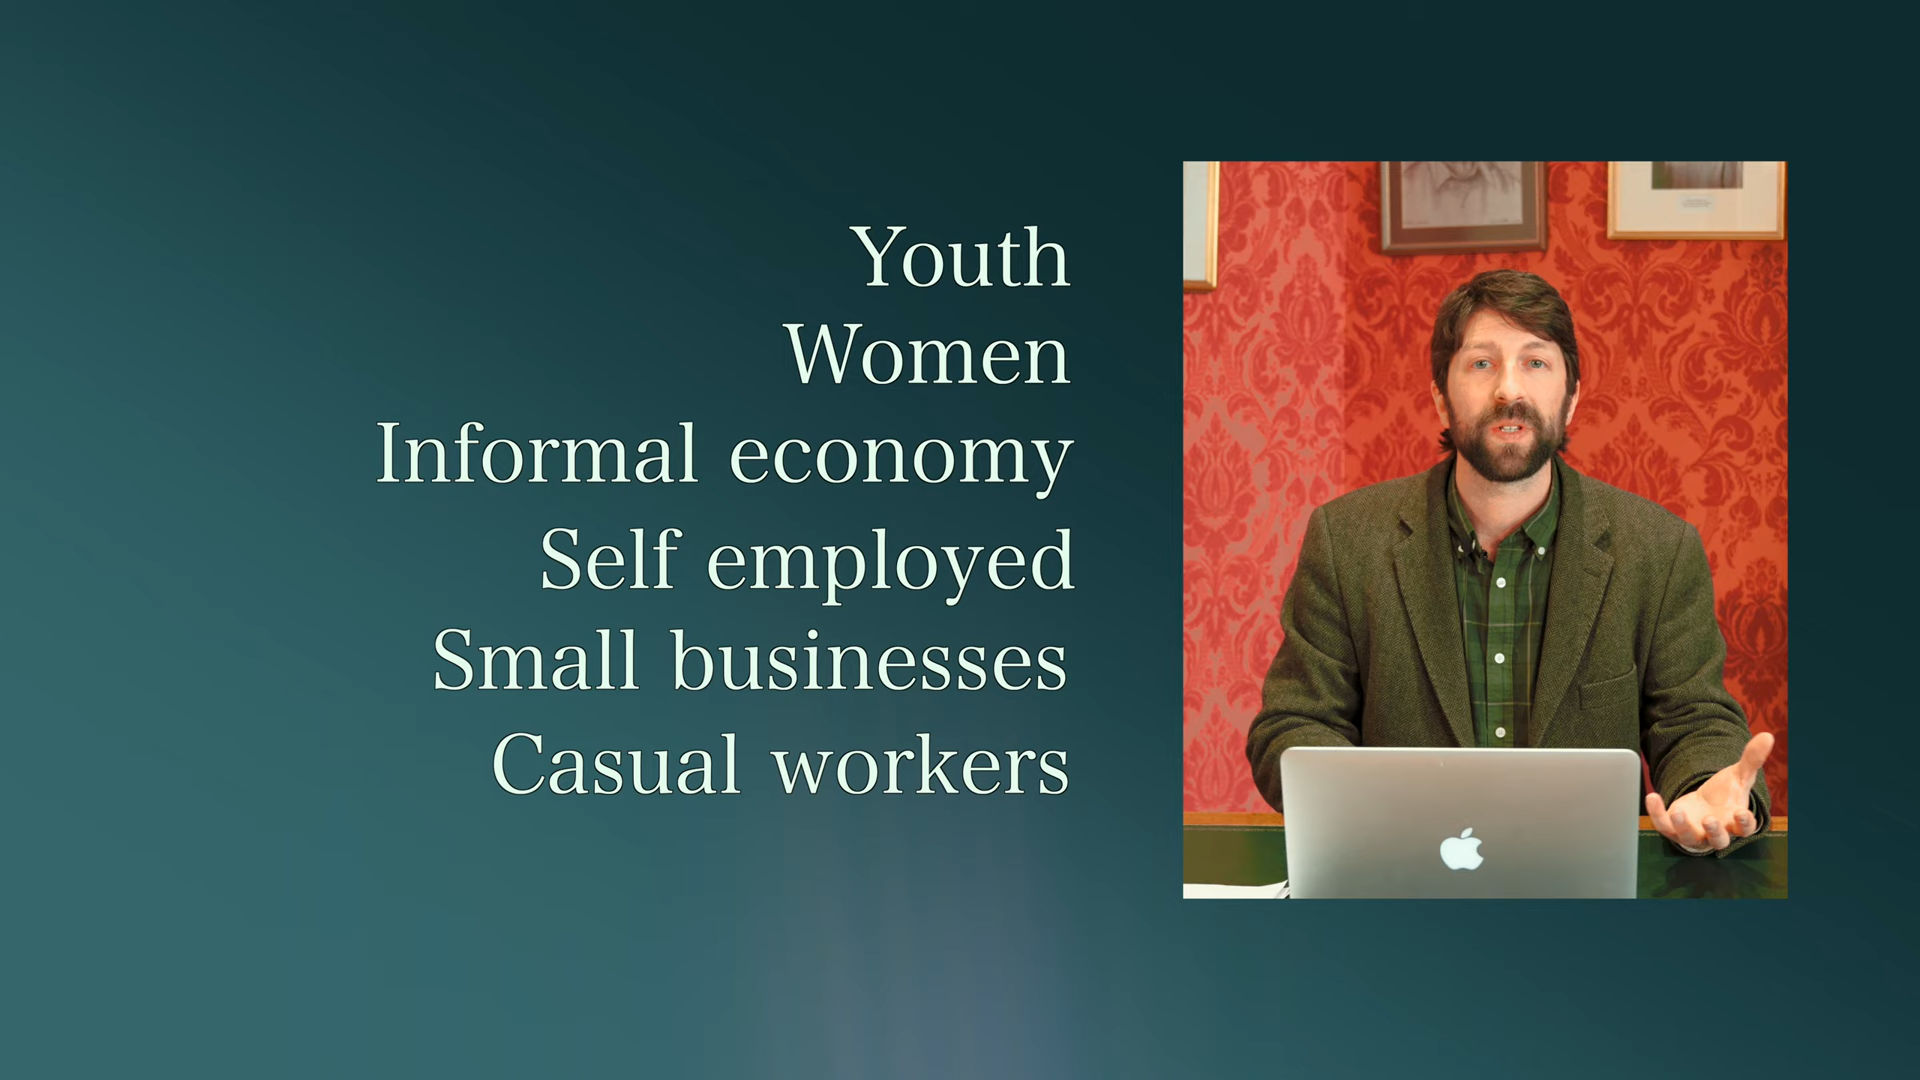 Youth
Women
Informal economy
Self employed
Small businesses
Casual workers